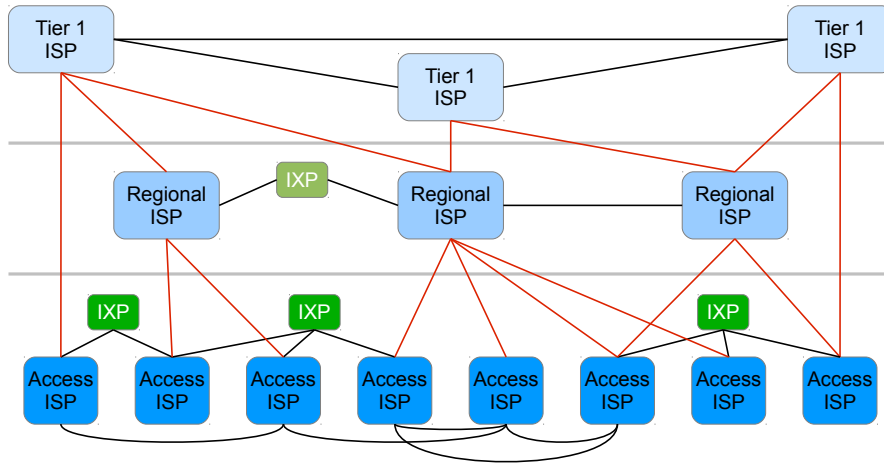 Tier 1
ISP
Tier 1
ISP
Tier 1
ISP
Regional
ISP
IXP
Regional
ISP
Regional
ISP
IXP
IXP
IXP
Access
ISP
Access
ISP
Access
ISP
Access
ISP
Access
ISP
Access
ISP
Access
ISP
Access
ISP